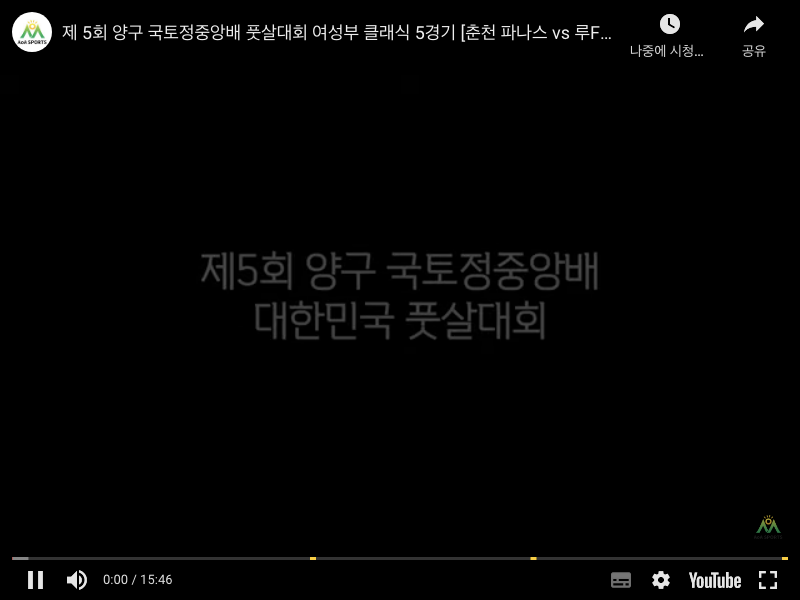 제 5회 양구 국토정중앙배 풋살대회 여성부 클래식 5경기 [춘천 파나스 vs 루F...
나중에 시청...
공유
AnA SPORTS
제5회 양구 국토정중앙배
대한민국 풋살대회
0:00 / 15:46
YouTube